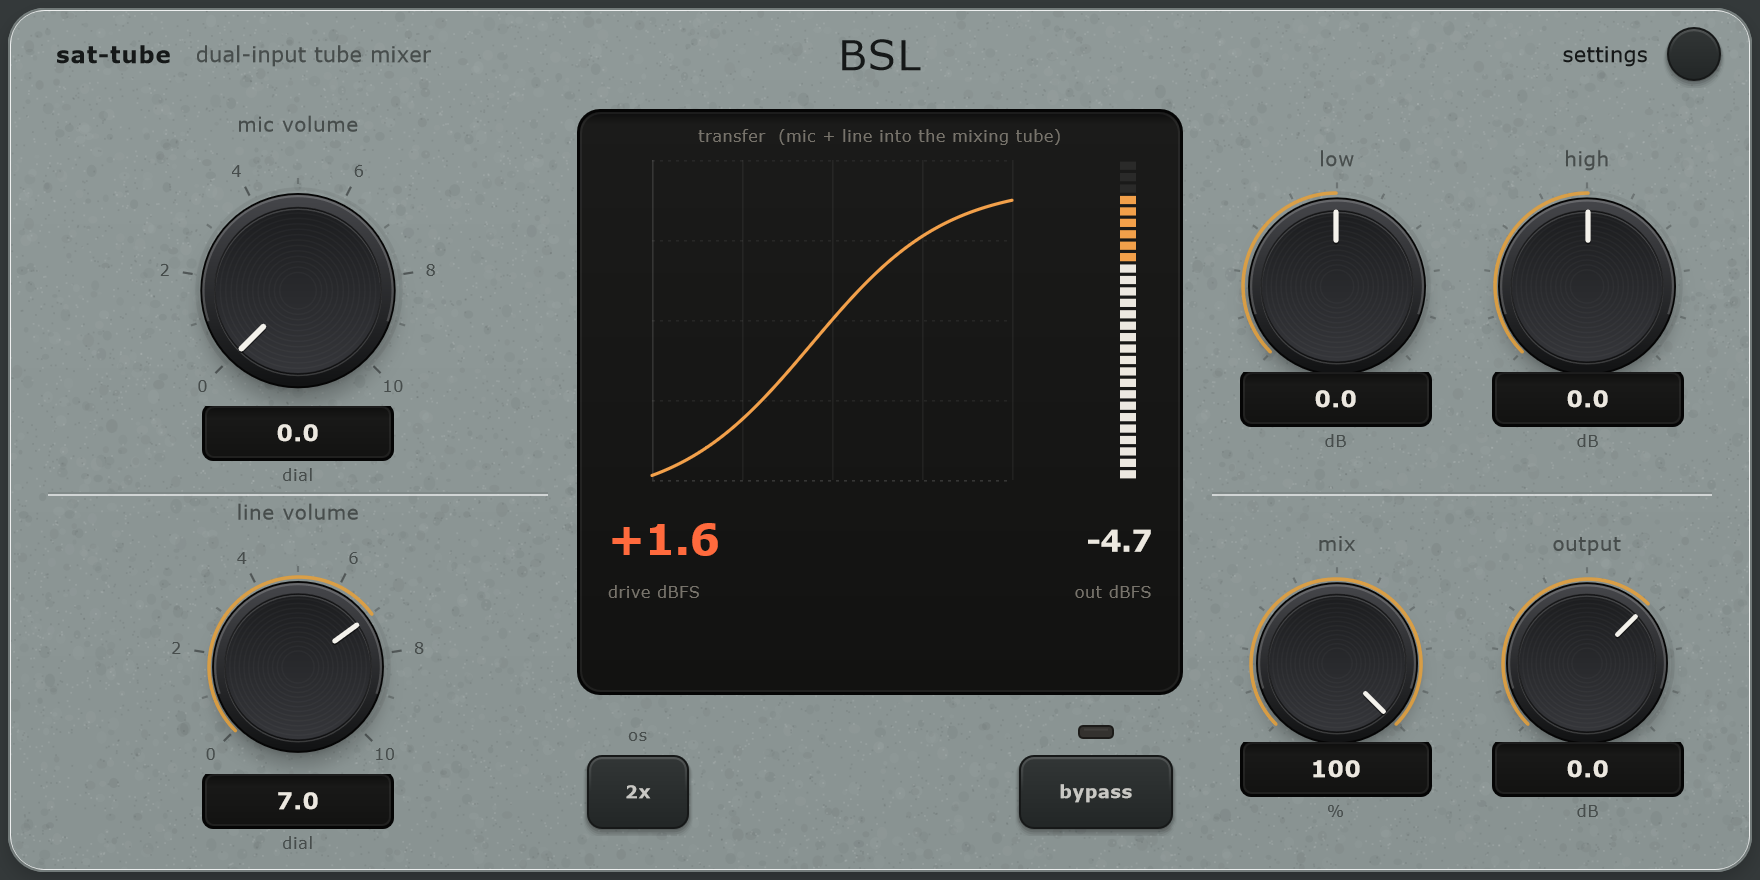 sat-tube dual-input tube mixer
BSL
settings
mic volume
4 6
2 8
0 10
0.0
dial
line volume
4 6
2 8
0 10
7.0
dial
transfer (mic + line into the mixing tube)
+1.6
drive dBFS
-4.7
out dBFS
os
2x
bypass
low
0.0
dB
high
0.0
dB
mix
100
%
output
0.0
dB